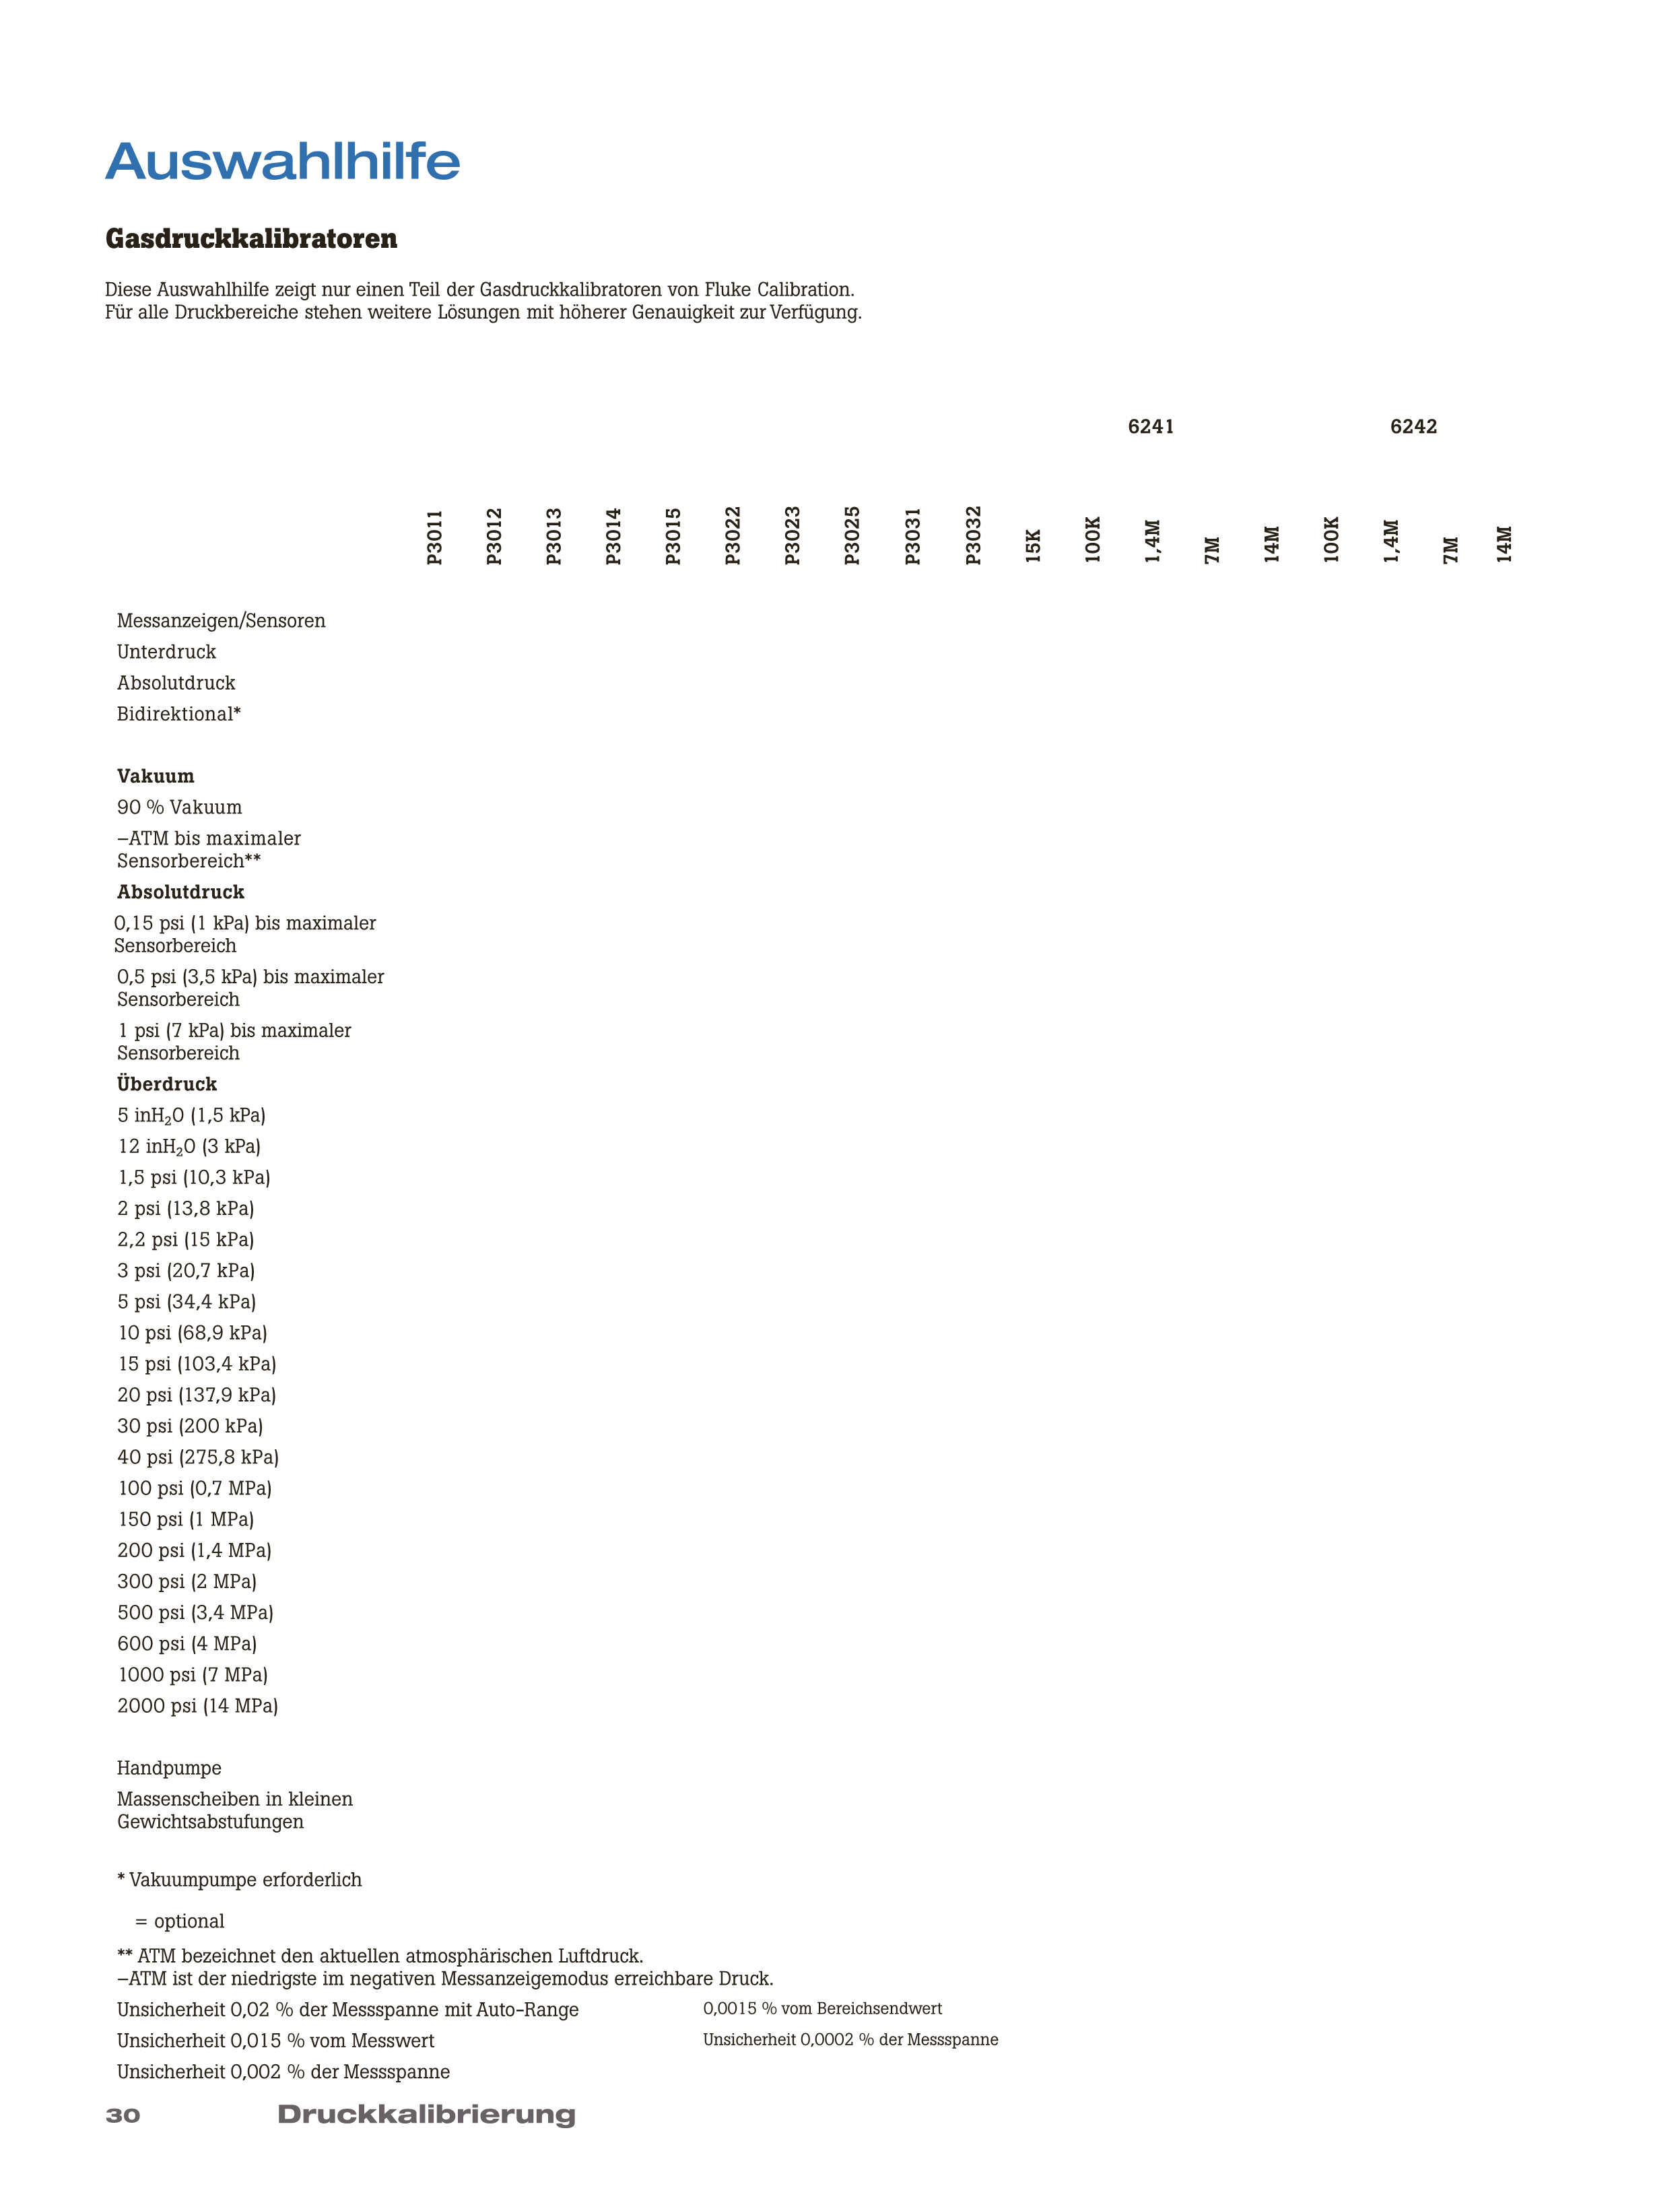 Auswahlhilfe
Gasdruckkalibratoren
Diese Auswahlhilfe zeigt nur einen Teil der Gasdruckkalibratoren von Fluke Calibration.
Für alle Druckbereiche stehen weitere Lösungen mit höherer Genauigkeit zur Verfügung.
6241 6242
P3011 P3012 P3013 P3014 P3015 P3022 P3023 P3025 P3031 P3032 15K 100K 1,4M 7M 14M 100K 1,4M 7M 14M
Messanzeigen/Sensoren
Unterdruck
Absolutdruck
Bidirektional*
Vakuum
90 % Vakuum
–ATM bis maximaler
Sensorbereich**
Absolutdruck
0,15 psi (1 kPa) bis maximaler
Sensorbereich
0,5 psi (3,5 kPa) bis maximaler
Sensorbereich
1 psi (7 kPa) bis maximaler
Sensorbereich
Überdruck
5 inH₂O (1,5 kPa)
12 inH₂O (3 kPa)
1,5 psi (10,3 kPa)
2 psi (13,8 kPa)
2,2 psi (15 kPa)
3 psi (20,7 kPa)
5 psi (34,4 kPa)
10 psi (68,9 kPa)
15 psi (103,4 kPa)
20 psi (137,9 kPa)
30 psi (200 kPa)
40 psi (275,8 kPa)
100 psi (0,7 MPa)
150 psi (1 MPa)
200 psi (1,4 MPa)
300 psi (2 MPa)
500 psi (3,4 MPa)
600 psi (4 MPa)
1000 psi (7 MPa)
2000 psi (14 MPa)
Handpumpe
Massenscheiben in kleinen
Gewichtsabstufungen
* Vakuumpumpe erforderlich
= optional
** ATM bezeichnet den aktuellen atmosphärischen Luftdruck.
–ATM ist der niedrigste im negativen Messanzeigemodus erreichbare Druck.
Unsicherheit 0,02 % der Messspanne mit Auto-Range 0,0015 % vom Bereichsendwert
Unsicherheit 0,015 % vom Messwert Unsicherheit 0,0002 % der Messspanne
Unsicherheit 0,002 % der Messspanne
30 Druckkalibrierung